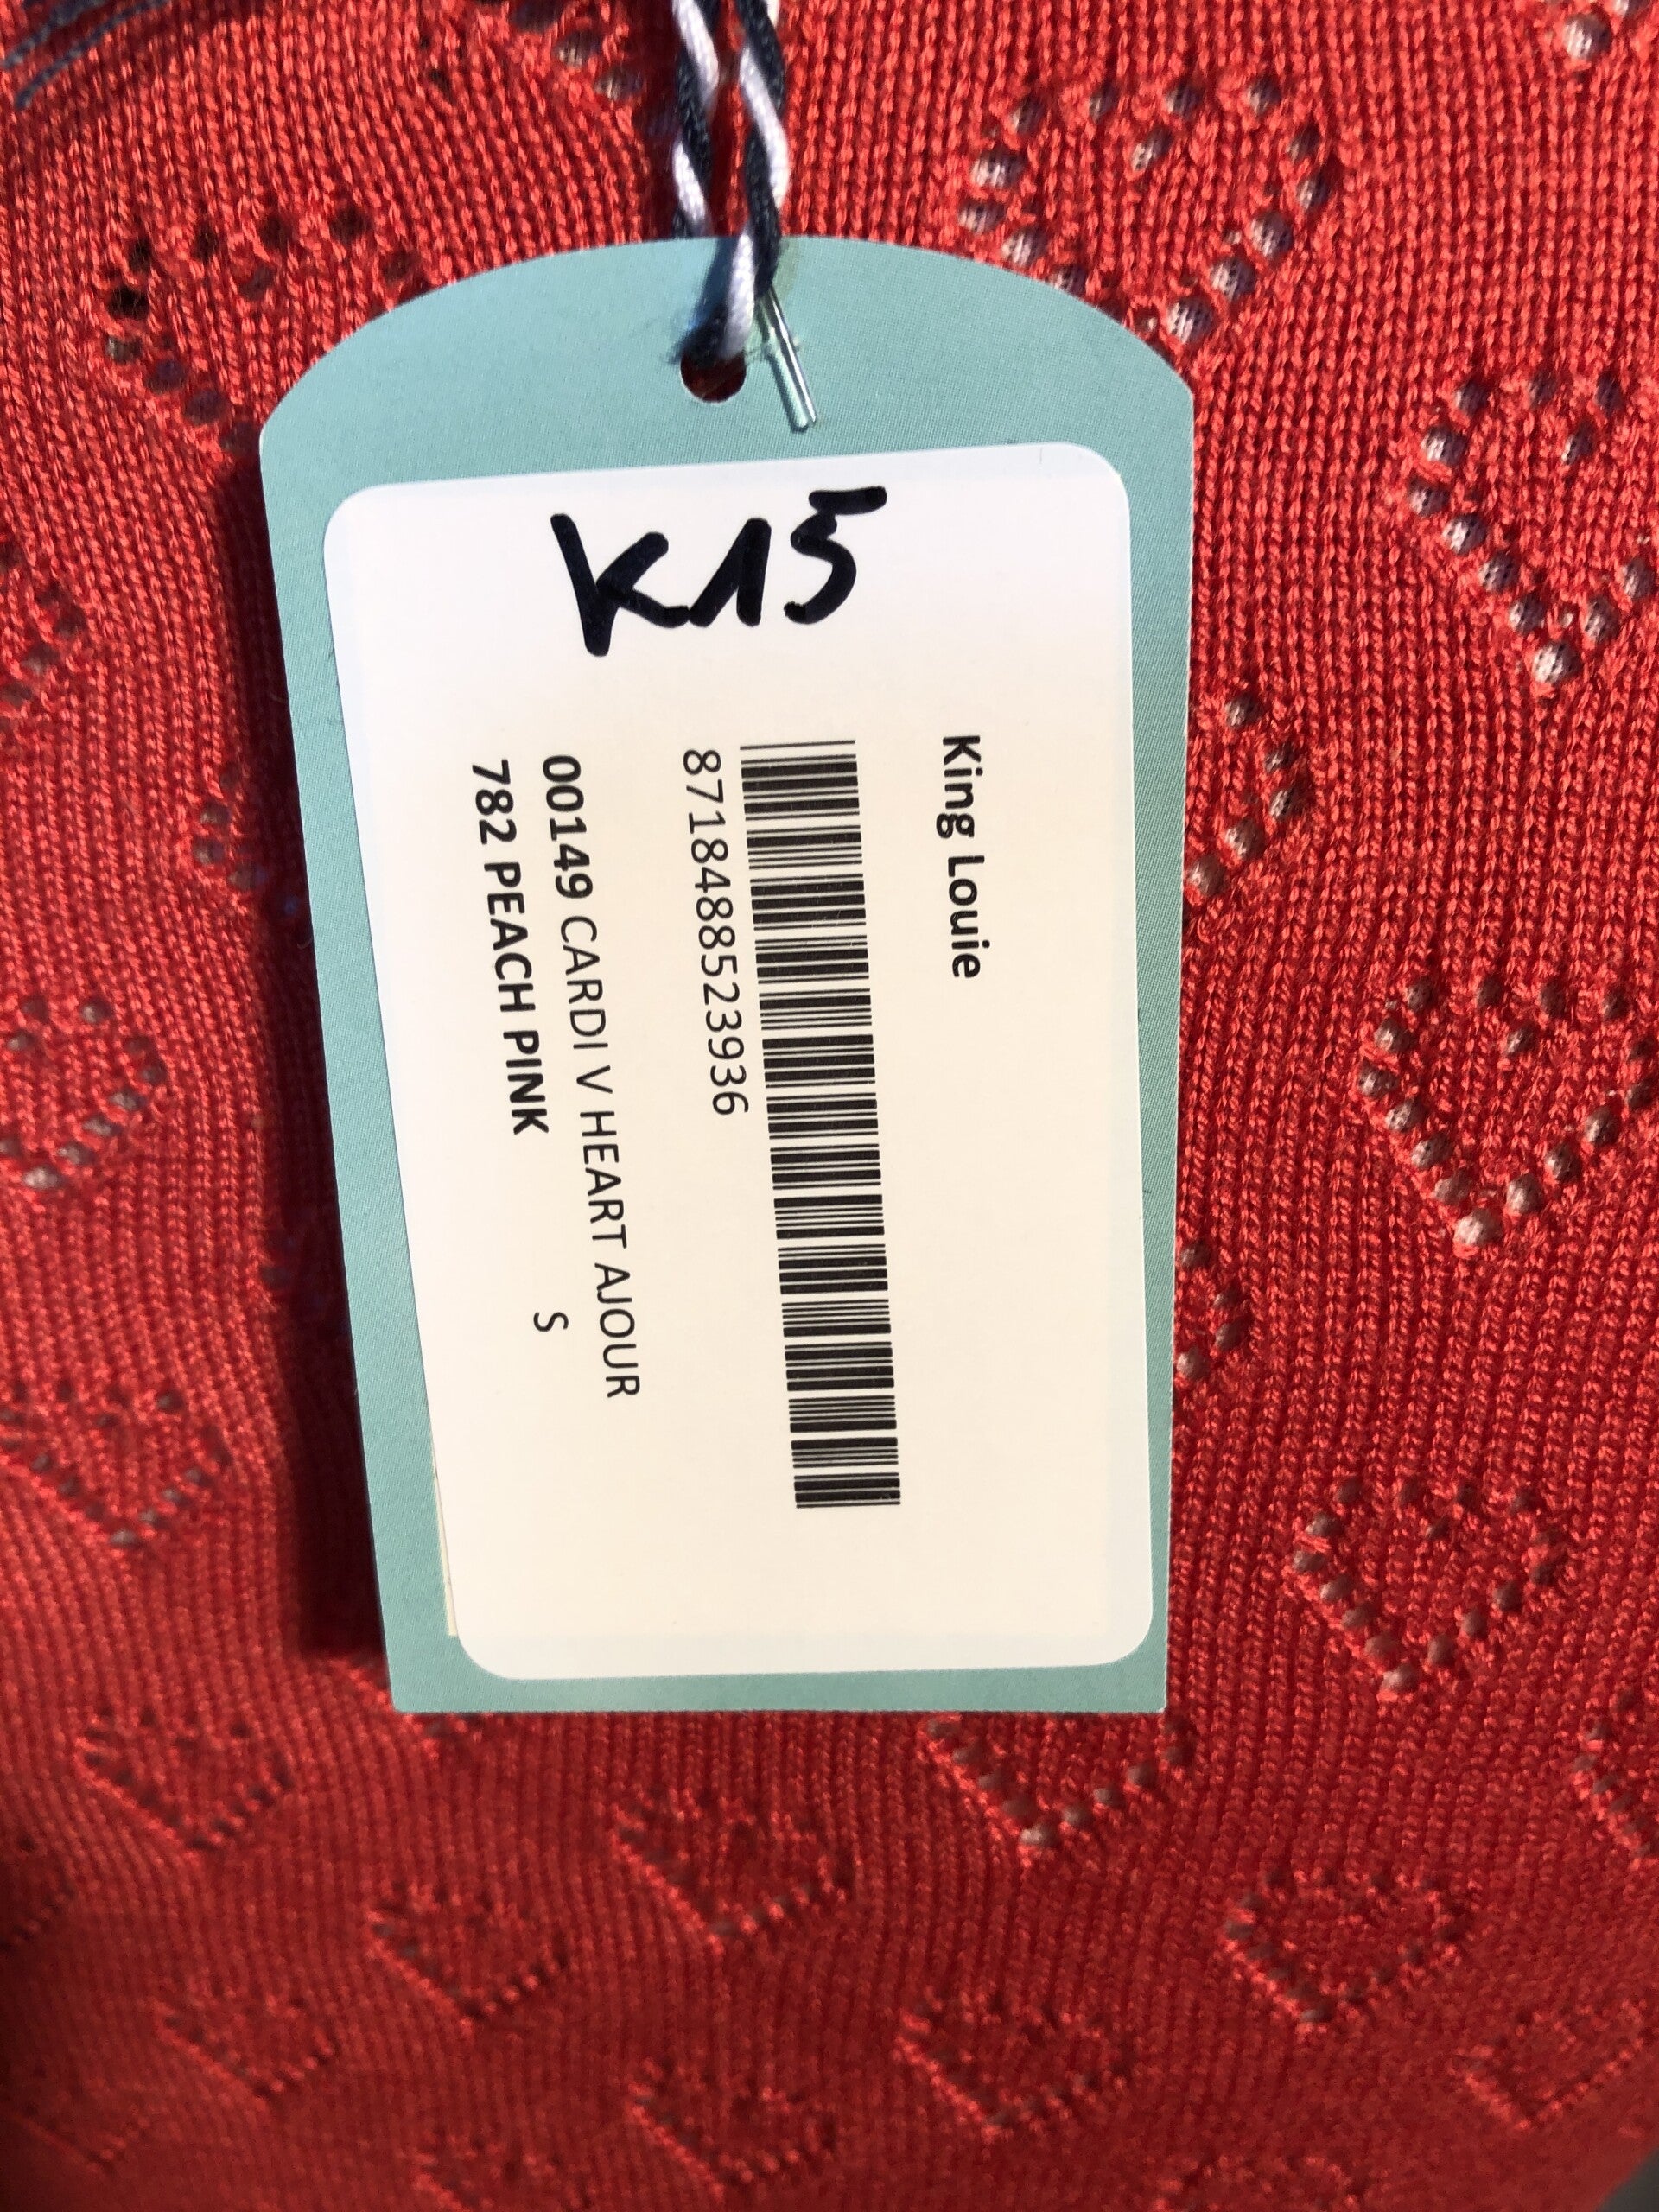 K15
King Louie
8718488523936
00149 CARDI V HEART AJOUR
782 PEACH PINK S